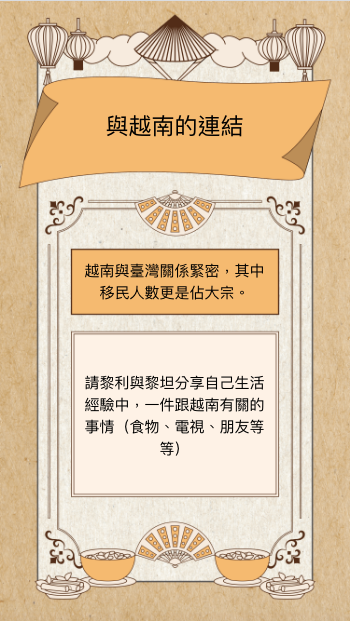 與越南的連結
越南與臺灣關係緊密，其中
移民人數更是佔大宗。
請黎利與黎坦分享自己生活
經驗中，一件跟越南有關的
事情（食物、電視、朋友等
等）